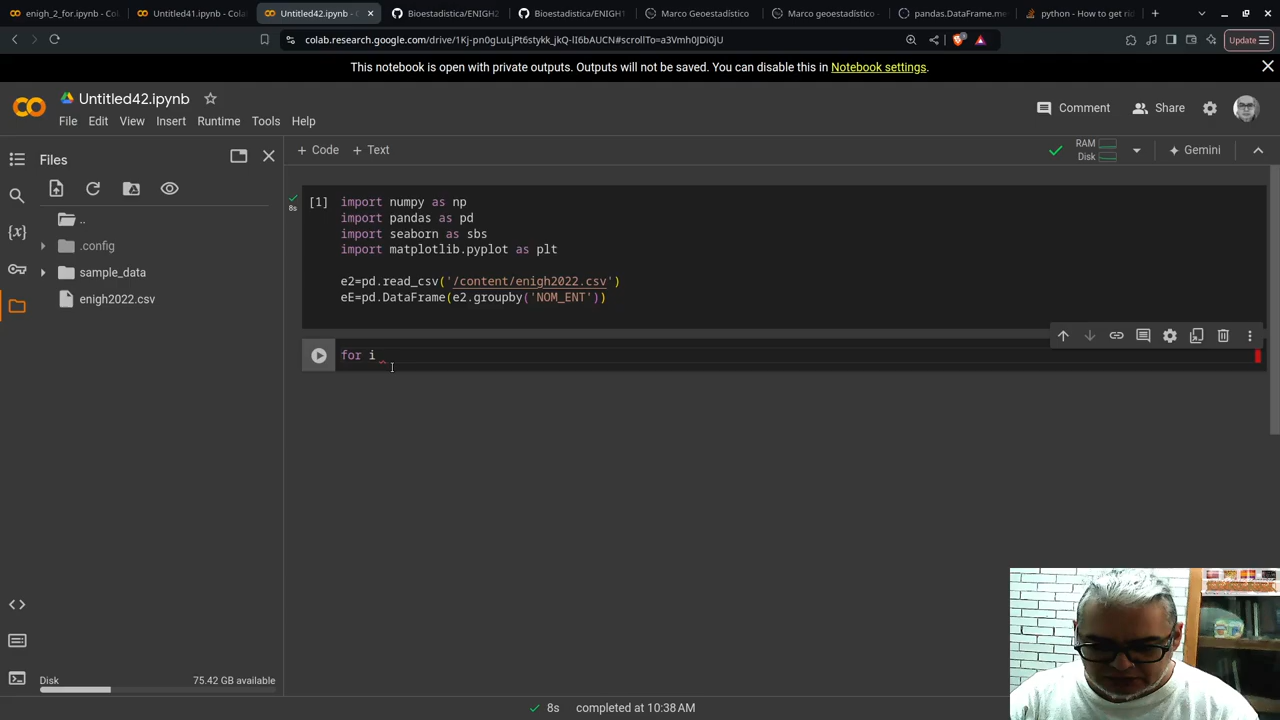 enigh_2_for.ipynb - Co
Untitled41.ipynb - Cola
Untitled42.ipynb - C
Bioestadistica/ENIGH2
Bioestadistica/ENIGH1
Marco Geoestadístico
Marco geoestadístico
pandas.DataFrame.me
python - How to get rid
colab.research.google.com/drive/1Kj-pn0gLuLjPt6stykk_jkQ-lI6bAUCN#scrollTo=a3Vmh0JDi0jU
Update
This notebook is open with private outputs. Outputs will not be saved. You can disable this in Notebook settings.
Untitled42.ipynb
Comment
Share
File Edit View Insert Runtime Tools Help
Files
+ Code + Text
RAM
Disk
Gemini
..
.config
sample_data
enigh2022.csv
8s
[1] import numpy as np
import pandas as pd
import seaborn as sbs
import matplotlib.pyplot as plt
e2=pd.read_csv('/content/enigh2022.csv')
eE=pd.DataFrame(e2.groupby('NOM_ENT'))
for i
Disk
75.42 GB available
8s completed at 10:38 AM